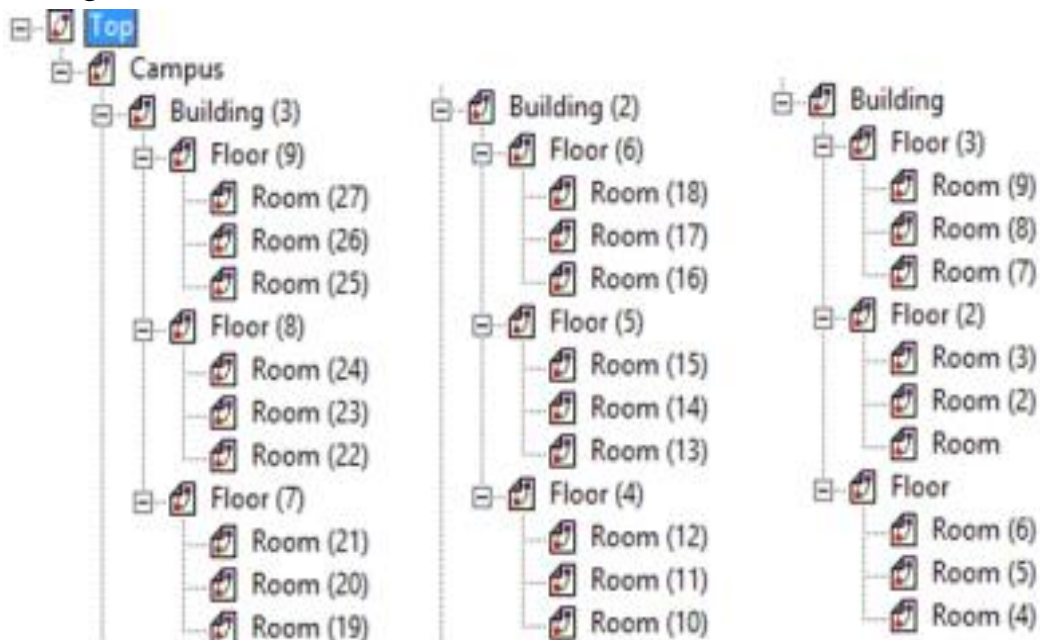 Top
Campus
Building (3)
Floor (9)
Room (27)
Room (26)
Room (25)
Floor (8)
Room (24)
Room (23)
Room (22)
Floor (7)
Room (21)
Room (20)
Room (19)
Building (2)
Floor (6)
Room (18)
Room (17)
Room (16)
Floor (5)
Room (15)
Room (14)
Room (13)
Floor (4)
Room (12)
Room (11)
Room (10)
Building
Floor (3)
Room (9)
Room (8)
Room (7)
Floor (2)
Room (3)
Room (2)
Room
Floor
Room (6)
Room (5)
Room (4)